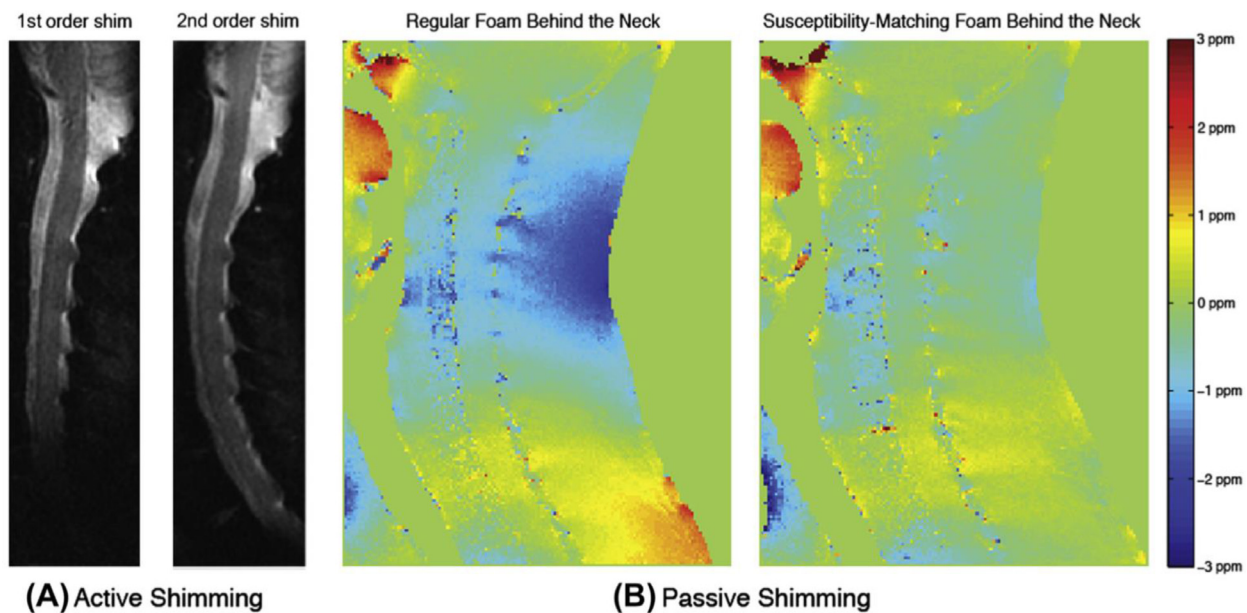 1st order shim
2nd order shim
Regular Foam Behind the Neck
Susceptibility-Matching Foam Behind the Neck
3 ppm
2 ppm
1 ppm
0 ppm
−1 ppm
−2 ppm
−3 ppm
(A) Active Shimming
(B) Passive Shimming